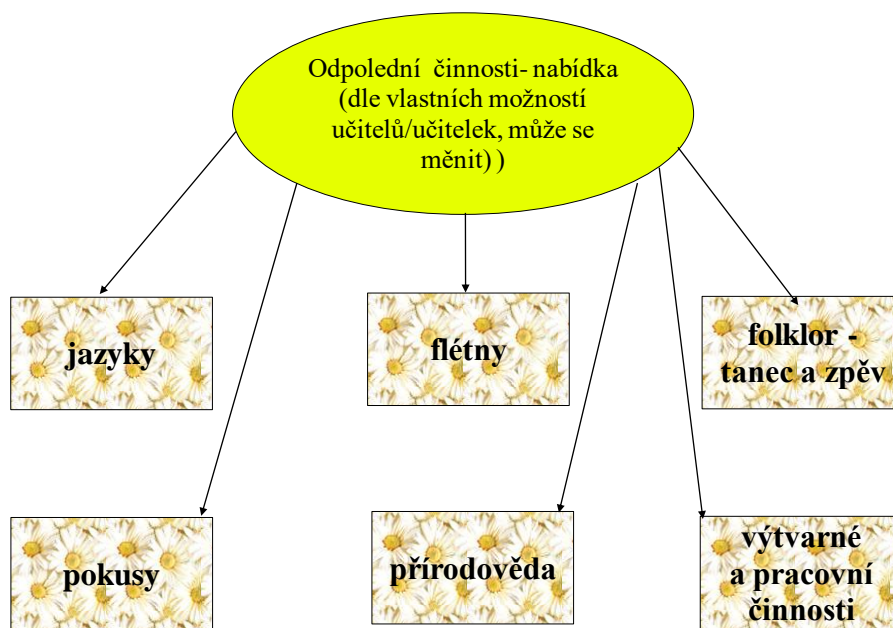 Odpolední činnosti- nabídka
(dle vlastních možností
učitelů/učitelek, může se
měnit) )
jazyky
flétny
folklor -
tanec a zpěv
pokusy
přírodověda
výtvarné
a pracovní
činnosti